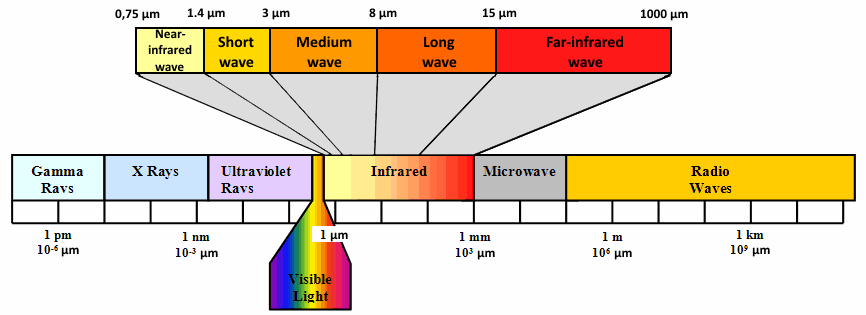 0,75 µm 1.4 µm 3 µm 8 µm 15 µm 1000 µm
Near-
infrared
wave
Short
wave
Medium
wave
Long
wave
Far-infrared
wave
Gamma
Ravs
X Rays
Ultraviolet
Ravs
Infrared
Microwave
Radio
Waves
1 pm
10-6 µm
1 nm
10-3 µm
1 µm
1 mm
10³ µm
1 m
10⁶ µm
1 km
10⁹ µm
Visible
Light